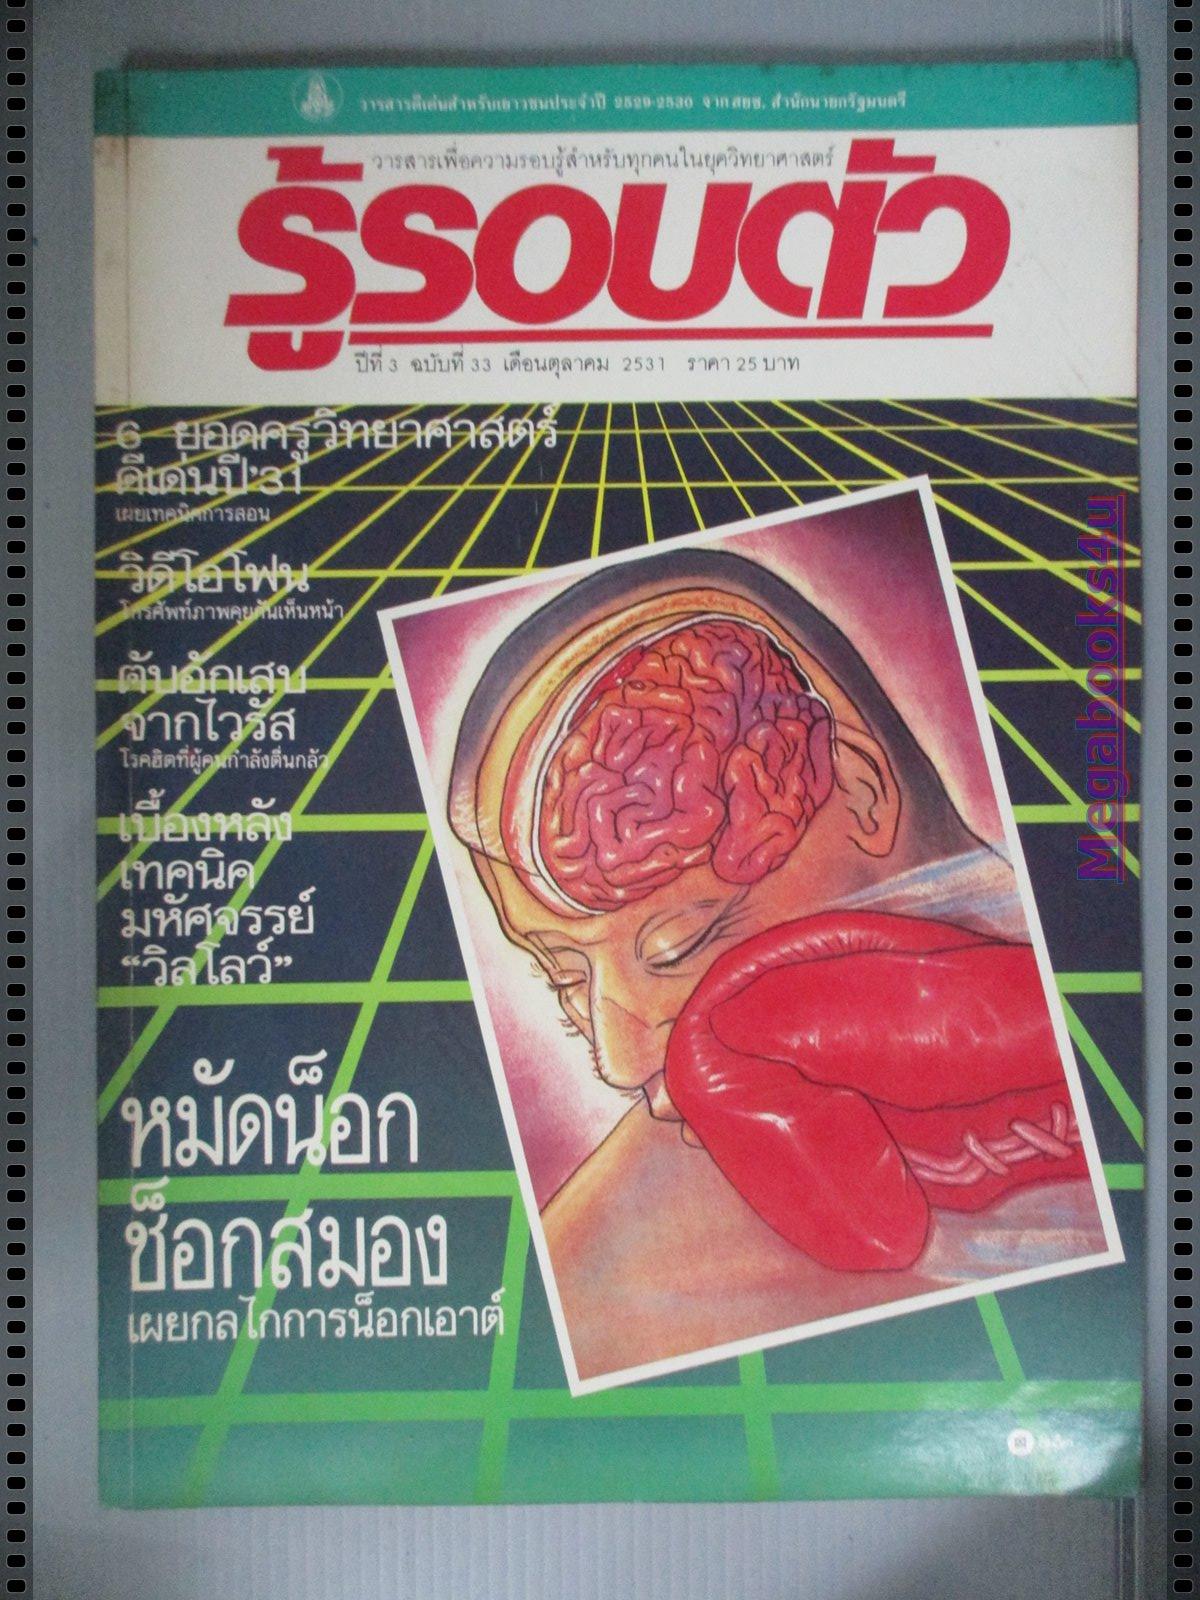 วารสารดีเด่นสำหรับเยาวชนประจำปี 2529-2530 จาก สยช. สำนักนายกรัฐมนตรี
วารสารเพื่อความรอบรู้สำหรับทุกคนในยุควิทยาศาสตร์
รู้รอบตัว
ปีที่ 3 ฉบับที่ 33 เดือนตุลาคม 2531 ราคา 25 บาท
6 ยอดครูวิทยาศาสตร์
ดีเด่นปี'31
เผยเทคนิคการสอน
วิดีโอโฟน
โทรศัพท์ภาพคุยกันเห็นหน้า
ตับอักเสบ
จากไวรัส
โรคฮิตที่ผู้คนกำลังตื่นกลัว
เบื้องหลัง
เทคนิค
มหัศจรรย์
“วิลโลว์”
หมัดน็อก
ช็อกสมอง
เผยกลไกการน็อกเอาต์
Megabooks4u